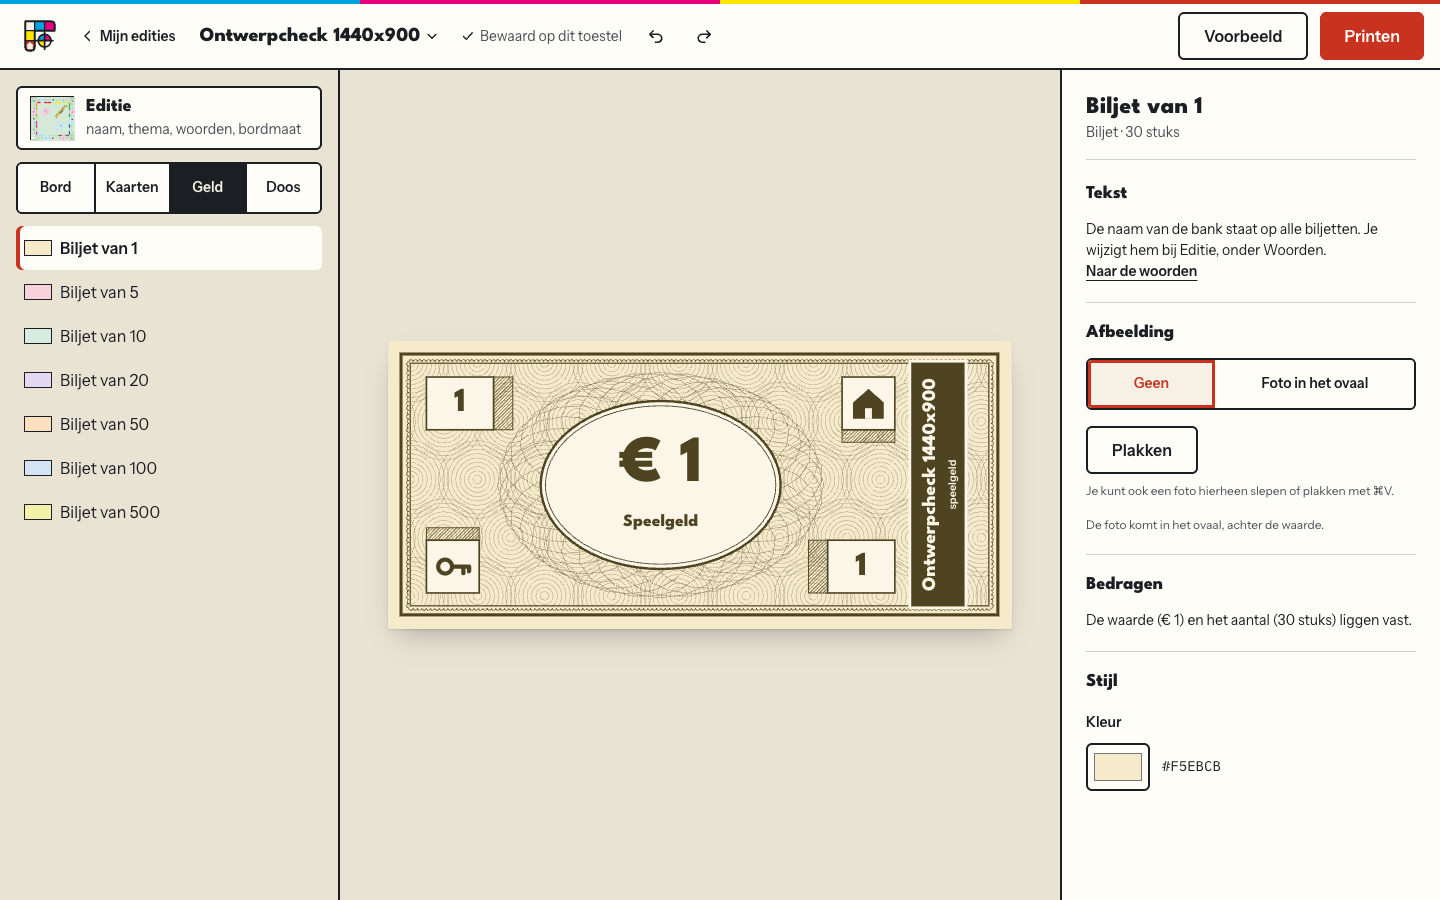 Mijn edities
Ontwerpcheck 1440x900
Bewaard op dit toestel
Voorbeeld
Printen
Editie
naam, thema, woorden, bordmaat
Bord
Kaarten
Geld
Doos
Biljet van 1
Biljet van 5
Biljet van 10
Biljet van 20
Biljet van 50
Biljet van 100
Biljet van 500
1
€ 1
Speelgeld
1
Ontwerpcheck 1440x900
speelgeld
Biljet van 1
Biljet · 30 stuks
Tekst
De naam van de bank staat op alle biljetten. Je
wijzigt hem bij Editie, onder Woorden.
Naar de woorden
Afbeelding
Geen
Foto in het ovaal
Plakken
Je kunt ook een foto hierheen slepen of plakken met ⌘V.
De foto komt in het ovaal, achter de waarde.
Bedragen
De waarde (€ 1) en het aantal (30 stuks) liggen vast.
Stijl
Kleur
#F5EBCB